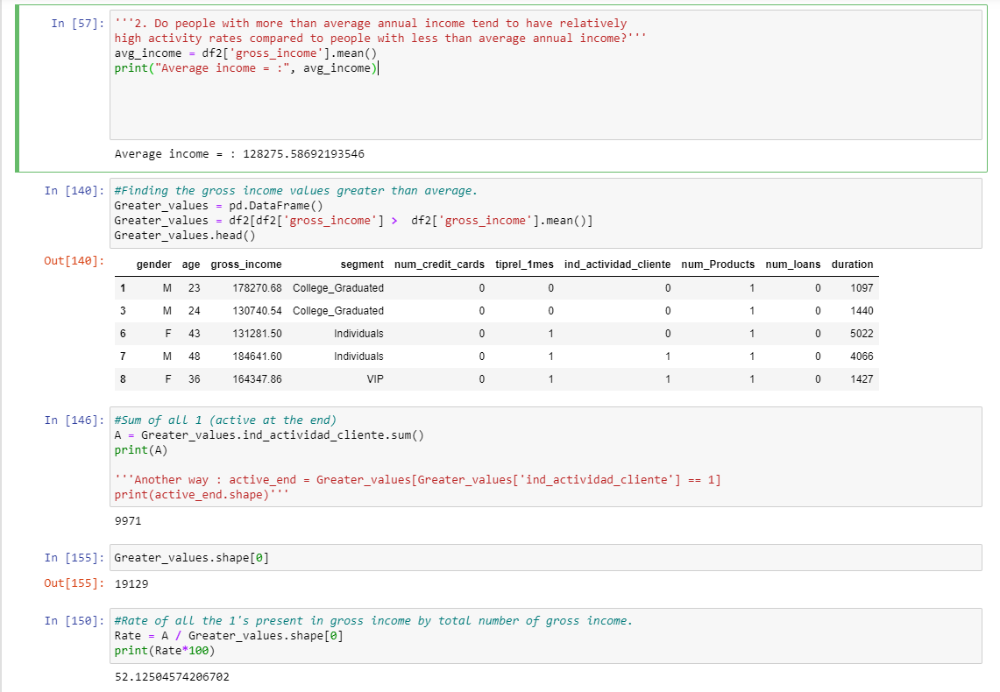 In [57]: '''2. Do people with more than average annual income tend to have relatively
high activity rates compared to people with less than average annual income?'''
avg_income = df2['gross_income'].mean()
print("Average income = :", avg_income)
Average income = : 128275.58692193546
In [140]: #Finding the gross income values greater than average.
Greater_values = pd.DataFrame()
Greater_values = df2[df2['gross_income'] >  df2['gross_income'].mean()]
Greater_values.head()
Out[140]:
gender age gross_income segment num_credit_cards tiprel_1mes ind_actividad_cliente num_Products num_loans duration
1 M 23 178270.68 College_Graduated 0 0 0 1 0 1097
3 M 24 130740.54 College_Graduated 0 0 0 1 0 1440
6 F 43 131281.50 Individuals 0 1 0 1 0 5022
7 M 48 184641.60 Individuals 0 1 1 1 0 4066
8 F 36 164347.86 VIP 0 1 1 1 0 1427
In [146]: #Sum of all 1 (active at the end)
A = Greater_values.ind_actividad_cliente.sum()
print(A)
'''Another way : active_end = Greater_values[Greater_values['ind_actividad_cliente'] == 1]
print(active_end.shape)'''
9971
In [155]: Greater_values.shape[0]
Out[155]: 19129
In [150]: #Rate of all the 1's present in gross income by total number of gross income.
Rate = A / Greater_values.shape[0]
print(Rate*100)
52.12504574206702